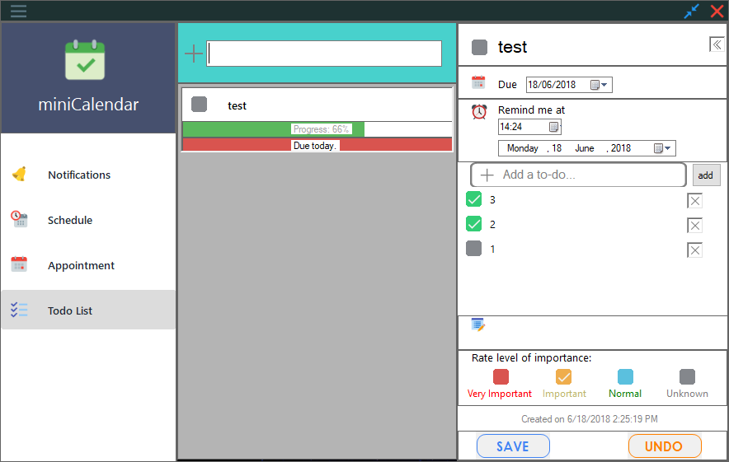 miniCalendar
Notifications
Schedule
Appointment
Todo List
test
Progress: 66%
Due today.
test
Due 18/06/2018
Remind me at
14:24
Monday , 18 June , 2018
Add a to-do... add
3
2
1
Rate level of importance:
Very Important Important Normal Unknown
Created on 6/18/2018 2:25:19 PM
SAVE UNDO